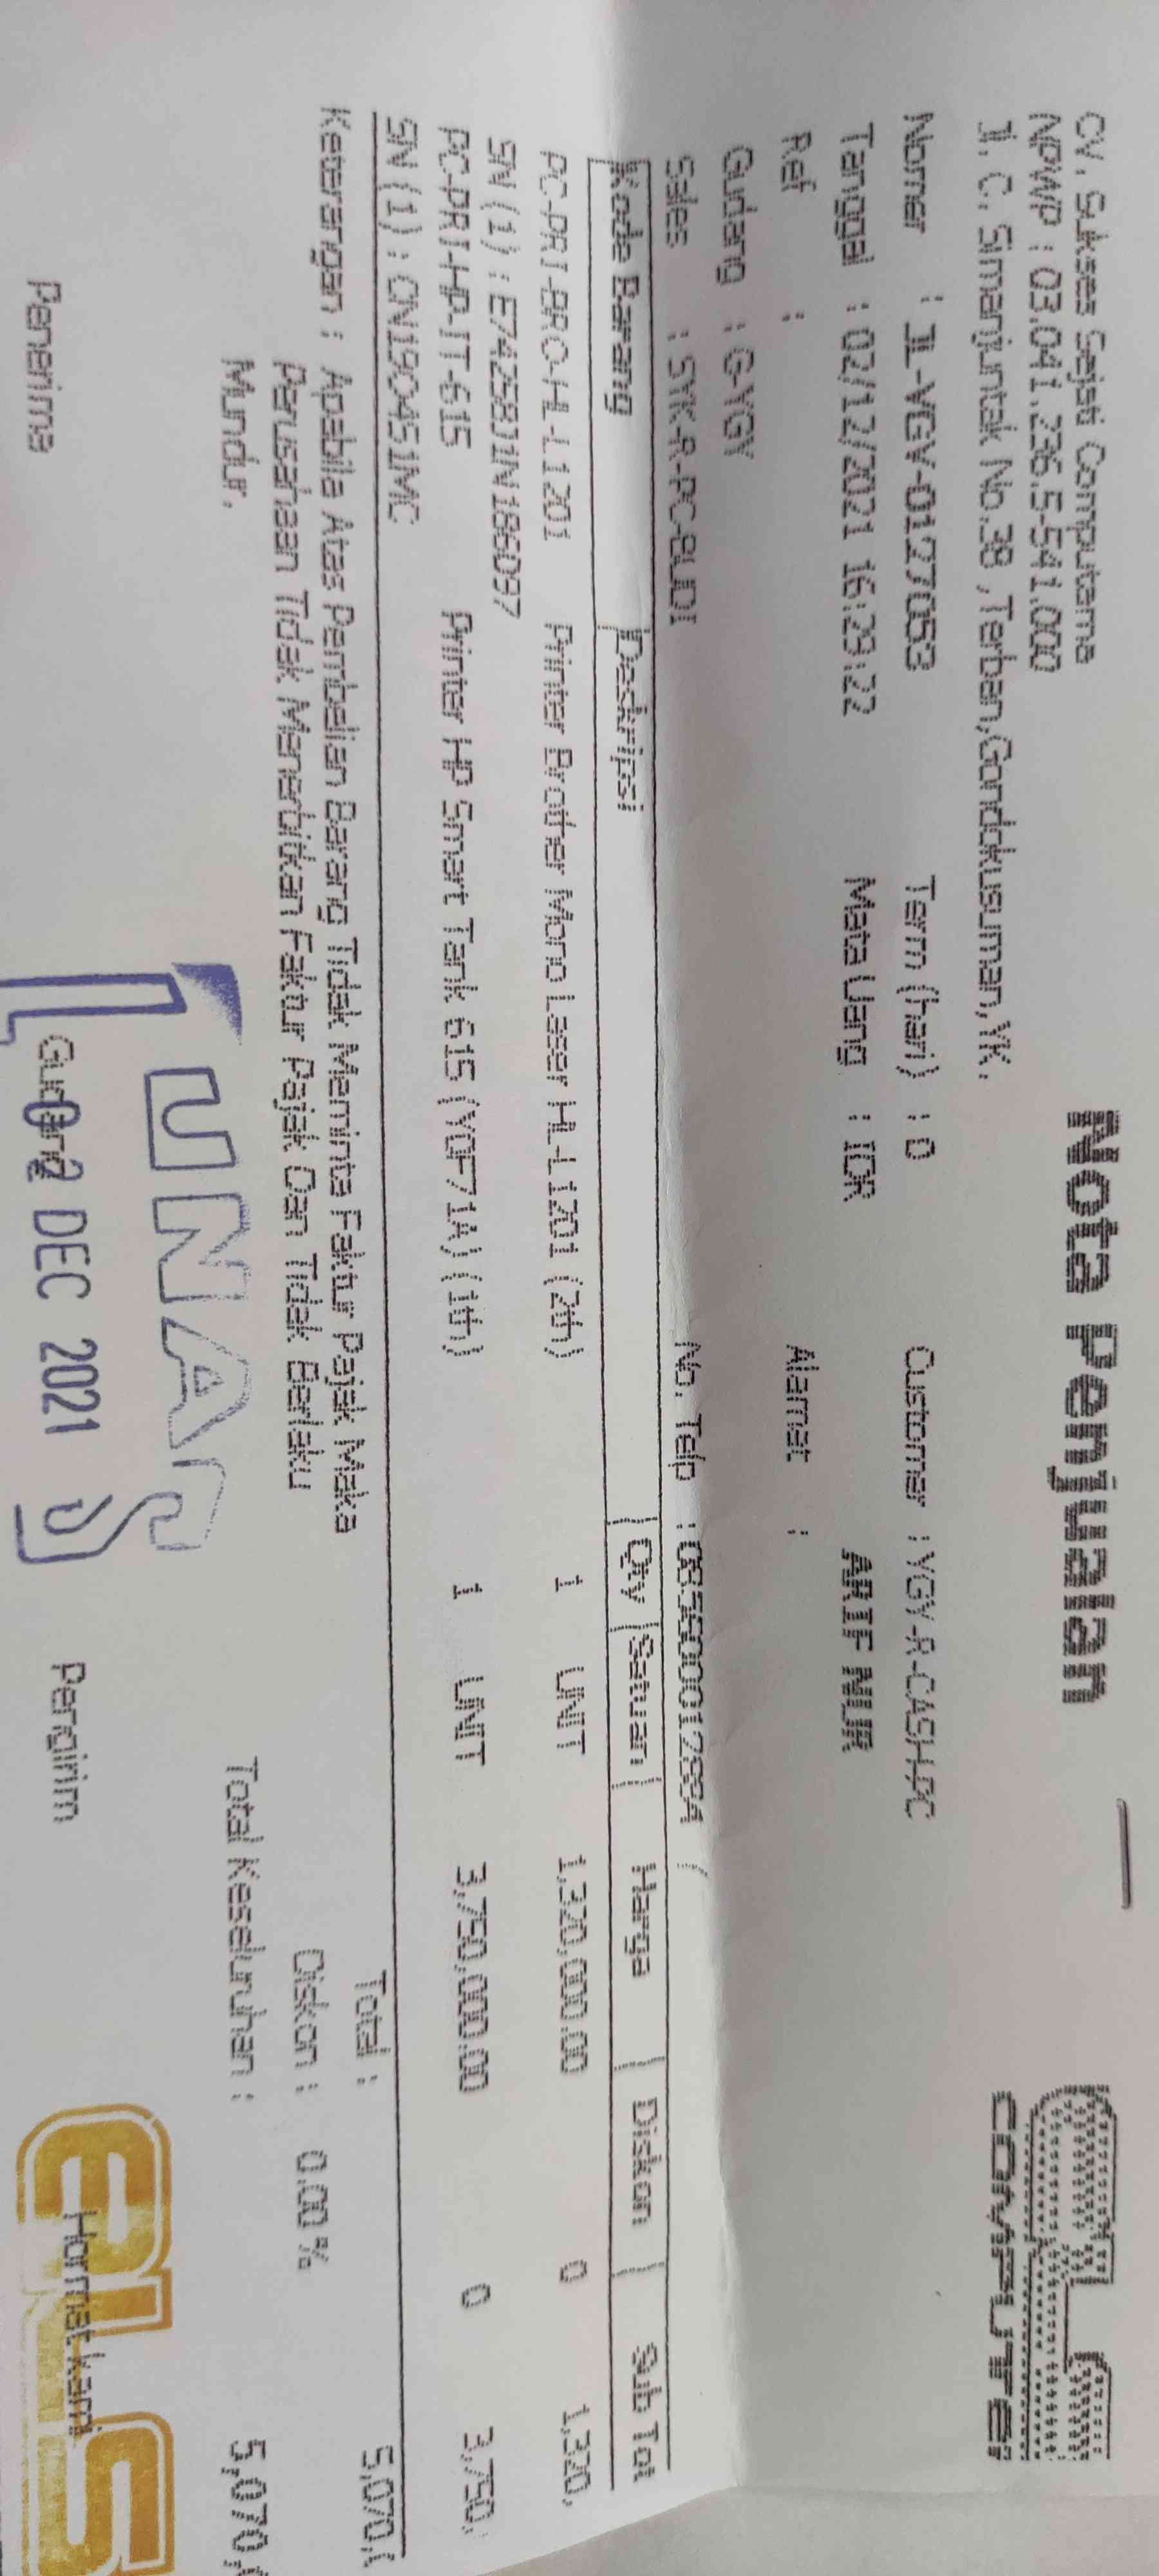 Nota Penjualan
eLS
COMPUTER
CV. Sukses Sejati Computama
NPWP : 03.041.236.5-541.000
Jl. C. Simanjuntak No.38 ,Terban,Gondokusuman,YK.
Nomer : JL-YGY-0127053 Term (hari) : 0 Customer : YGY-R-CASH-PC
Tanggal : 02/12/2021 16:29:22 Mata Uang : IDR ARIF NUR
Ref : Alamat :
Gudang : G-YGY
Sales : SYK-R-PC-BUDI No. Telp :
Kode Barang Deskripsi Qty Satuan Harga Diskon Sub Tot
PC-PRI-BRO-HL-L1201 Printer Brother Mono Laser HL-L1201 (2th) 1 UNIT 1,320,000.00 0 1,320,
SN (1) : E74258D1N186097
PC-PRI-HP-IT-615 Printer HP Smart Tank 615 (Y0F71A) (1th) 1 UNIT 3,750,000.00 0 3,750,
SN (1) : CN190451MC
Total : 5,070,
Keterangan : Apabila Atas Pembelian Barang Tidak Meminta Faktur Pajak Maka
Perusahaan Tidak Menerbitkan Faktur Pajak Dan Tidak Berlaku
Mundur.
Diskon : 0.00 %
Total Keseluruhan : 5,070,
LUNAS
02 DEC 2021
Penerima Gudang Pengirim Hormat kami
eLS